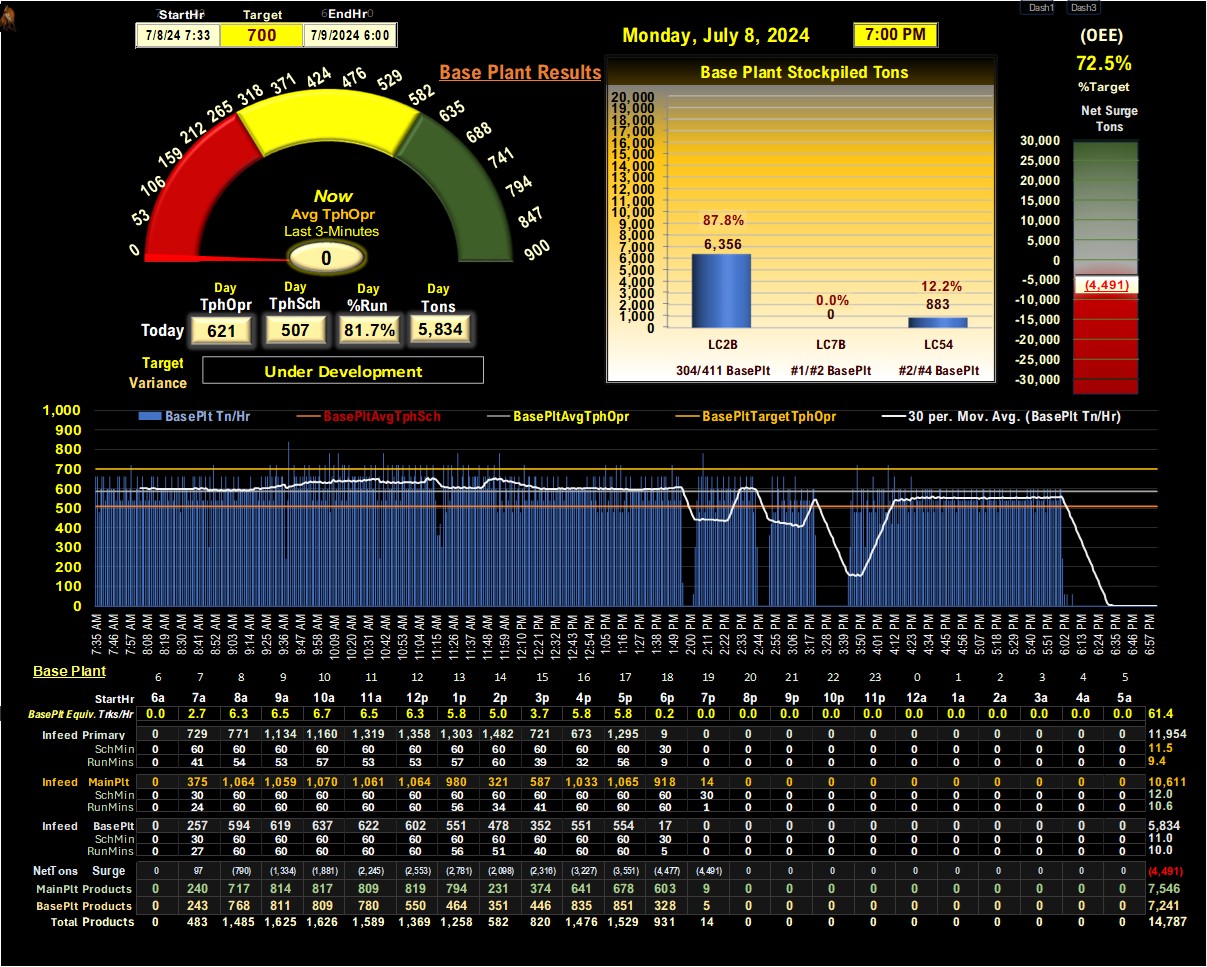 Dash1 Dash3
StartHr Target EndHr
7/8/24 7:33 700 7/9/2024 6:00
Monday, July 8, 2024 7:00 PM
(OEE)
72.5%
%Target
Net Surge
Tons
30,000
25,000
20,000
15,000
10,000
5,000
0
-5,000
(4,491)
-10,000
-15,000
-20,000
-25,000
-30,000
Base Plant Results
0 53 106 159 212 265 318 371 424 476 529 582 635 688 741 794 847 900
Now
Avg TphOpr
Last 3-Minutes
0
Day Day Day Day
TphOpr TphSch %Run Tons
Today 621 507 81.7% 5,834
Target
Variance
Under Development
Base Plant Stockpiled Tons
20,000
19,000
18,000
17,000
16,000
15,000
14,000
13,000
12,000
11,000
10,000
9,000
8,000
7,000
6,000
5,000
4,000
3,000
2,000
1,000
0
87.8%
6,356
0.0%
0
12.2%
883
LC2B LC7B LC54
304/411 BasePlt #1/#2 BasePlt #2/#4 BasePlt
BasePlt Tn/Hr BasePltAvgTphSch BasePltAvgTphOpr BasePltTargetTphOpr 30 per. Mov. Avg. (BasePlt Tn/Hr)
1,000
900
800
700
600
500
400
300
200
100
0
7:35 AM 7:46 AM 7:57 AM 8:08 AM 8:19 AM 8:30 AM 8:41 AM 8:52 AM 9:03 AM 9:14 AM 9:25 AM 9:36 AM 9:47 AM 9:58 AM 10:09 AM 10:20 AM 10:31 AM 10:42 AM 10:53 AM 11:04 AM 11:15 AM 11:26 AM 11:37 AM 11:48 AM 11:59 AM 12:10 PM 12:21 PM 12:32 PM 12:43 PM 12:54 PM 1:05 PM 1:16 PM 1:27 PM 1:38 PM 1:49 PM 2:00 PM 2:11 PM 2:22 PM 2:33 PM 2:44 PM 2:55 PM 3:06 PM 3:17 PM 3:28 PM 3:39 PM 3:50 PM 4:01 PM 4:12 PM 4:23 PM 4:34 PM 4:45 PM 4:56 PM 5:07 PM 5:18 PM 5:29 PM 5:40 PM 5:51 PM 6:02 PM 6:13 PM 6:24 PM 6:35 PM 6:46 PM 6:57 PM
Base Plant
6 7 8 9 10 11 12 13 14 15 16 17 18 19 20 21 22 23 0 1 2 3 4 5
StartHr 6a 7a 8a 9a 10a 11a 12p 1p 2p 3p 4p 5p 6p 7p 8p 9p 10p 11p 12a 1a 2a 3a 4a 5a
BasePlt Equiv. Trks/Hr 0.0 2.7 6.3 6.5 6.7 6.5 6.3 5.8 5.0 3.7 5.8 5.8 0.2 0.0 0.0 0.0 0.0 0.0 0.0 0.0 0.0 0.0 0.0 0.0 61.4
Infeed Primary 0 729 771 1,134 1,160 1,319 1,358 1,303 1,482 721 673 1,295 9 0 0 0 0 0 0 0 0 0 0 0 11,954
SchMin 0 60 60 60 60 60 60 60 60 60 60 60 30 0 0 0 0 0 0 0 0 0 0 0 11.5
RunMins 0 41 54 53 57 53 53 57 60 39 32 56 9 0 0 0 0 0 0 0 0 0 0 0 9.4
Infeed MainPlt 0 375 1,064 1,059 1,070 1,061 1,064 980 321 587 1,033 1,065 918 14 0 0 0 0 0 0 0 0 0 0 10,611
SchMin 0 30 60 60 60 60 60 60 60 60 60 60 60 30 0 0 0 0 0 0 0 0 0 0 12.0
RunMins 0 24 60 60 60 60 60 56 34 41 60 60 60 1 0 0 0 0 0 0 0 0 0 0 10.6
Infeed BasePlt 0 257 594 619 637 622 602 551 478 352 551 554 17 0 0 0 0 0 0 0 0 0 0 0 5,834
SchMin 0 30 60 60 60 60 60 60 60 60 60 60 30 0 0 0 0 0 0 0 0 0 0 0 11.0
RunMins 0 27 60 60 60 60 60 56 51 40 60 60 5 0 0 0 0 0 0 0 0 0 0 0 10.0
NetTons Surge 0 97 (790) (1,334) (1,881) (2,245) (2,553) (2,781) (2,098) (2,316) (3,227) (3,551) (4,477) (4,491) 0 0 0 0 0 0 0 0 0 0 (4,491)
MainPlt Products 0 240 717 814 817 809 819 794 231 374 641 678 603 9 0 0 0 0 0 0 0 0 0 0 7,546
BasePlt Products 0 243 768 811 809 780 550 464 351 446 835 851 328 5 0 0 0 0 0 0 0 0 0 0 7,241
Total Products 0 483 1,485 1,625 1,626 1,589 1,369 1,258 582 820 1,476 1,529 931 14 0 0 0 0 0 0 0 0 0 0 14,787